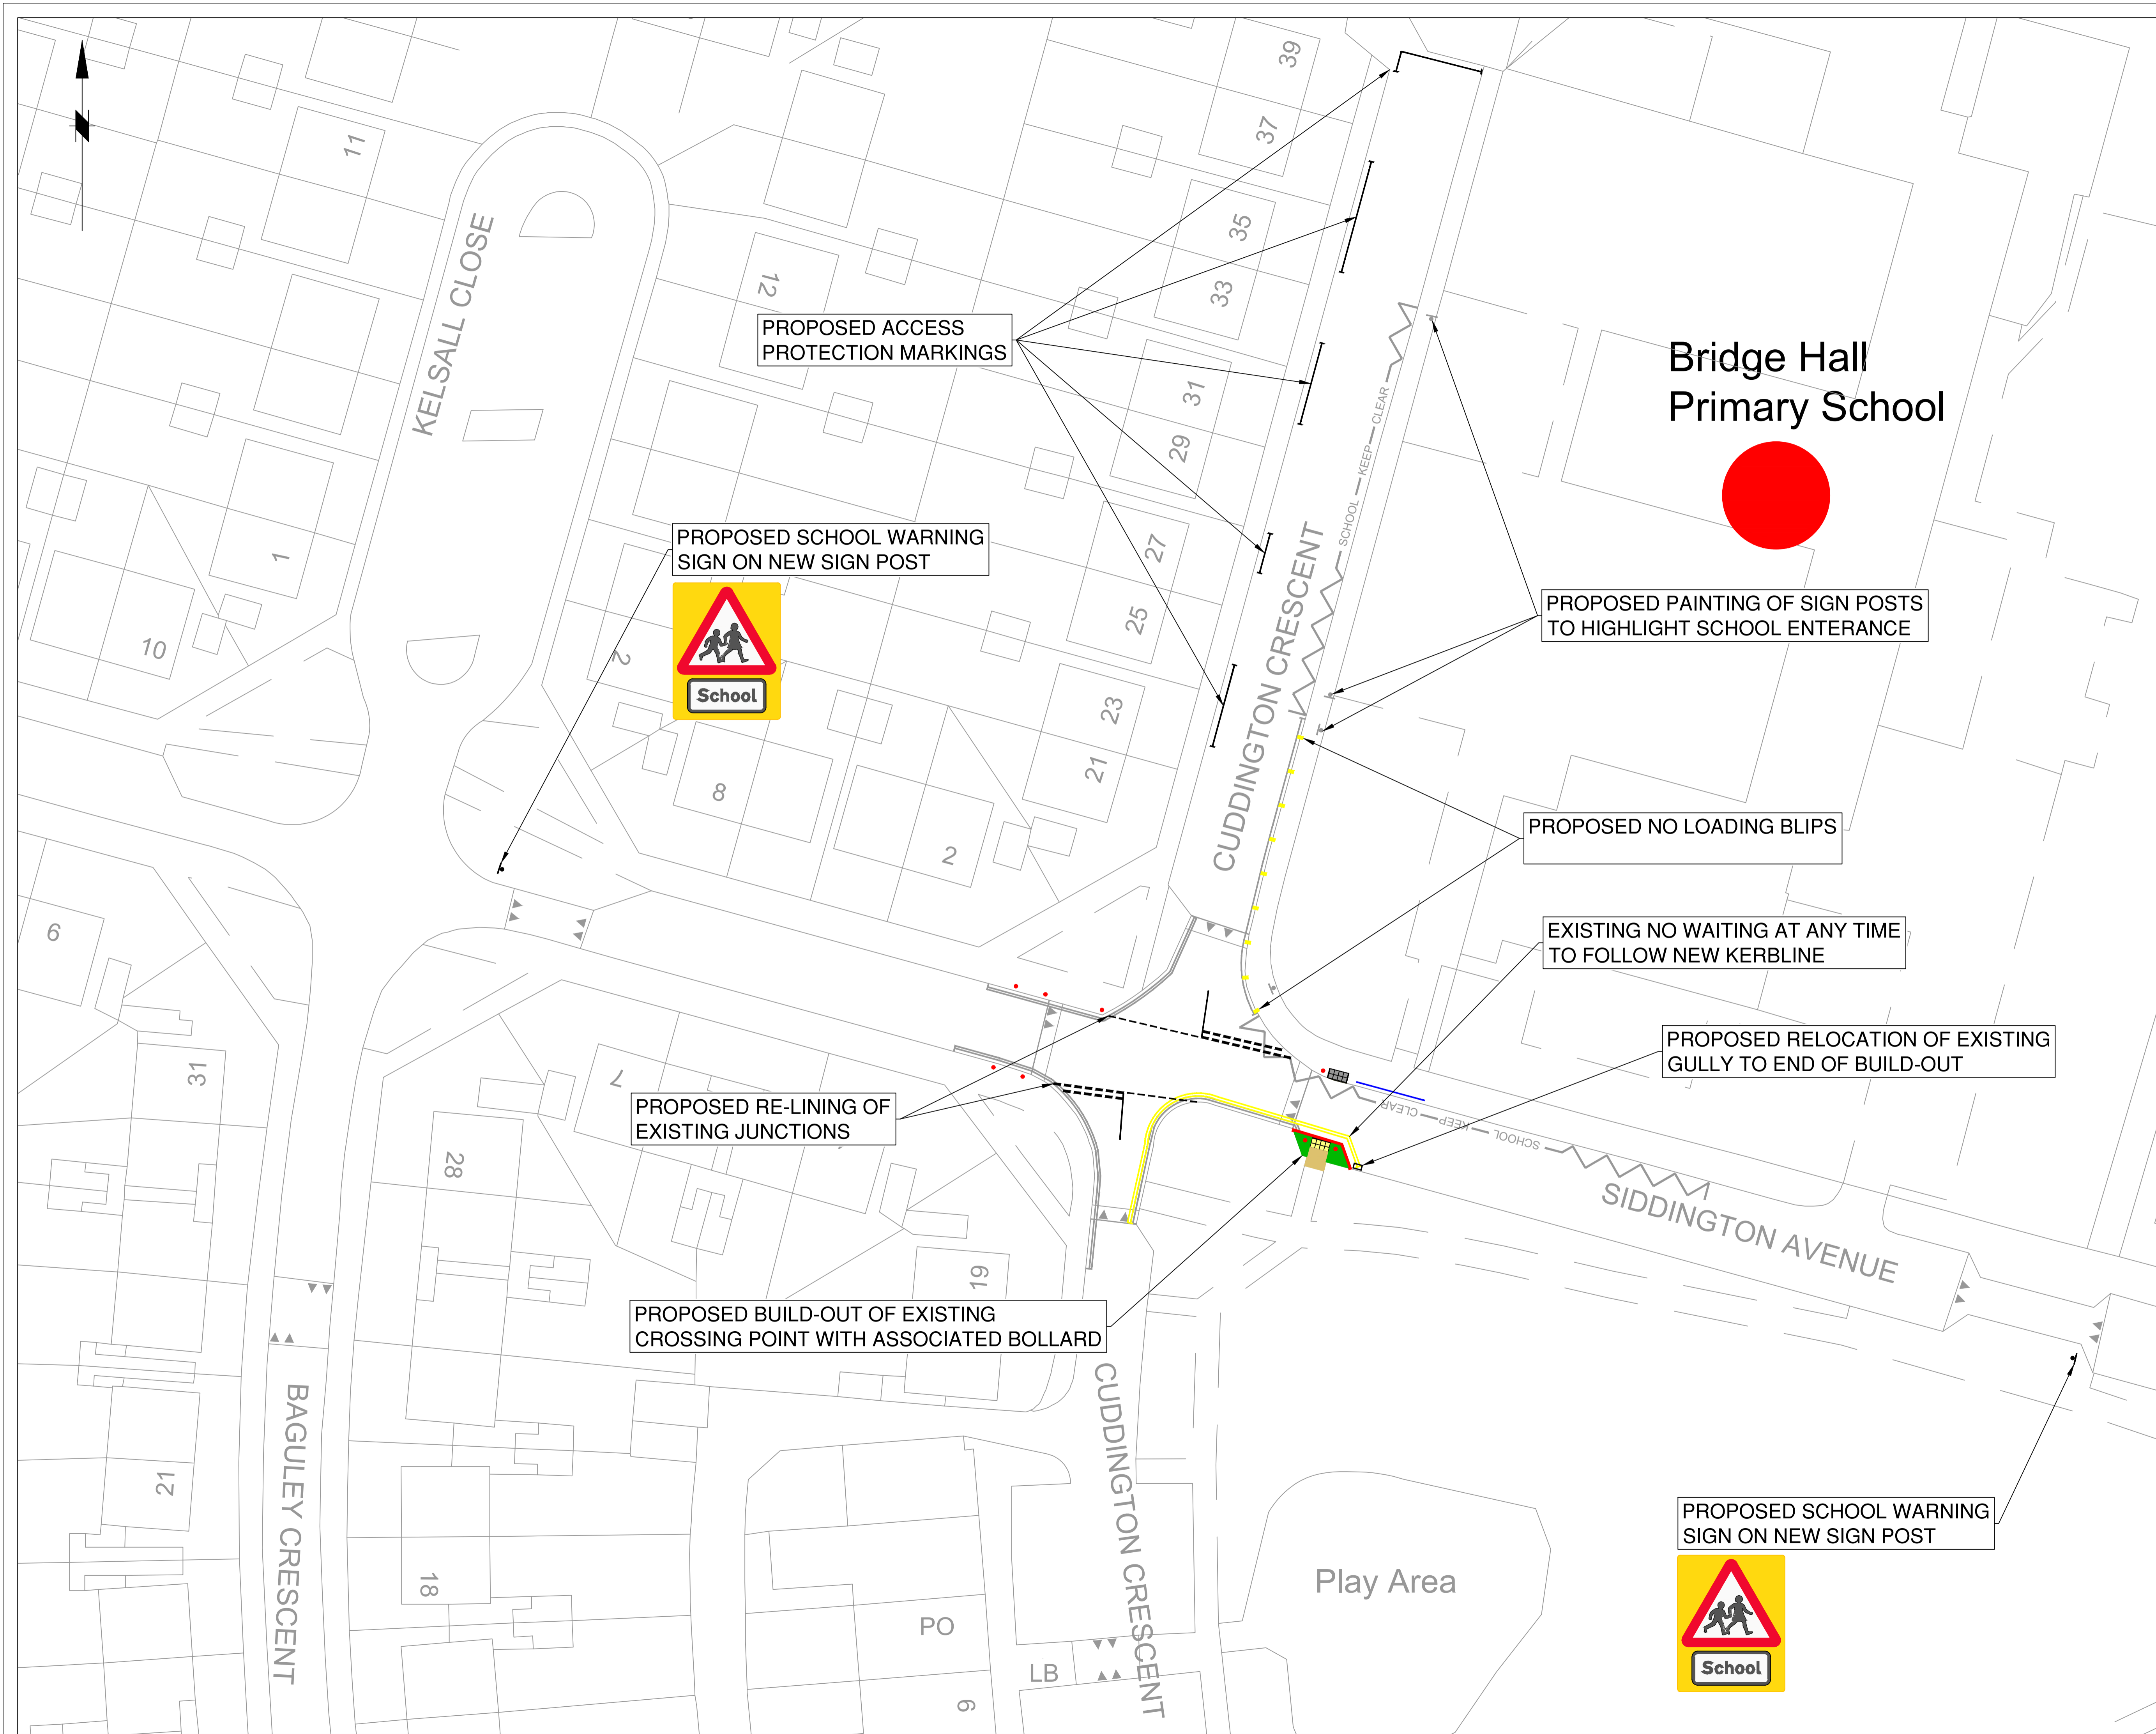 39
37
11
35
33
KELSALL CLOSE
12
PROPOSED ACCESS
PROTECTION MARKINGS
31
29
SCHOOL KEEP CLEAR
Bridge Hall
Primary School
1
10
PROPOSED SCHOOL WARNING
SIGN ON NEW SIGN POST
School
2
27
25
CUDDINGTON CRESCENT
PROPOSED PAINTING OF SIGN POSTS
TO HIGHLIGHT SCHOOL ENTERANCE
23
21
8
2
PROPOSED NO LOADING BLIPS
6
EXISTING NO WAITING AT ANY TIME
TO FOLLOW NEW KERBLINE
PROPOSED RELOCATION OF EXISTING
GULLY TO END OF BUILD-OUT
31
7
PROPOSED RE-LINING OF
EXISTING JUNCTIONS
SCHOOL KEEP CLEAR
28
SIDDINGTON AVENUE
19
PROPOSED BUILD-OUT OF EXISTING
CROSSING POINT WITH ASSOCIATED BOLLARD
BAGULEY CRESCENT
21
CUDDINGTON CRESCENT
18
PO
LB
6
Play Area
PROPOSED SCHOOL WARNING
SIGN ON NEW SIGN POST
School